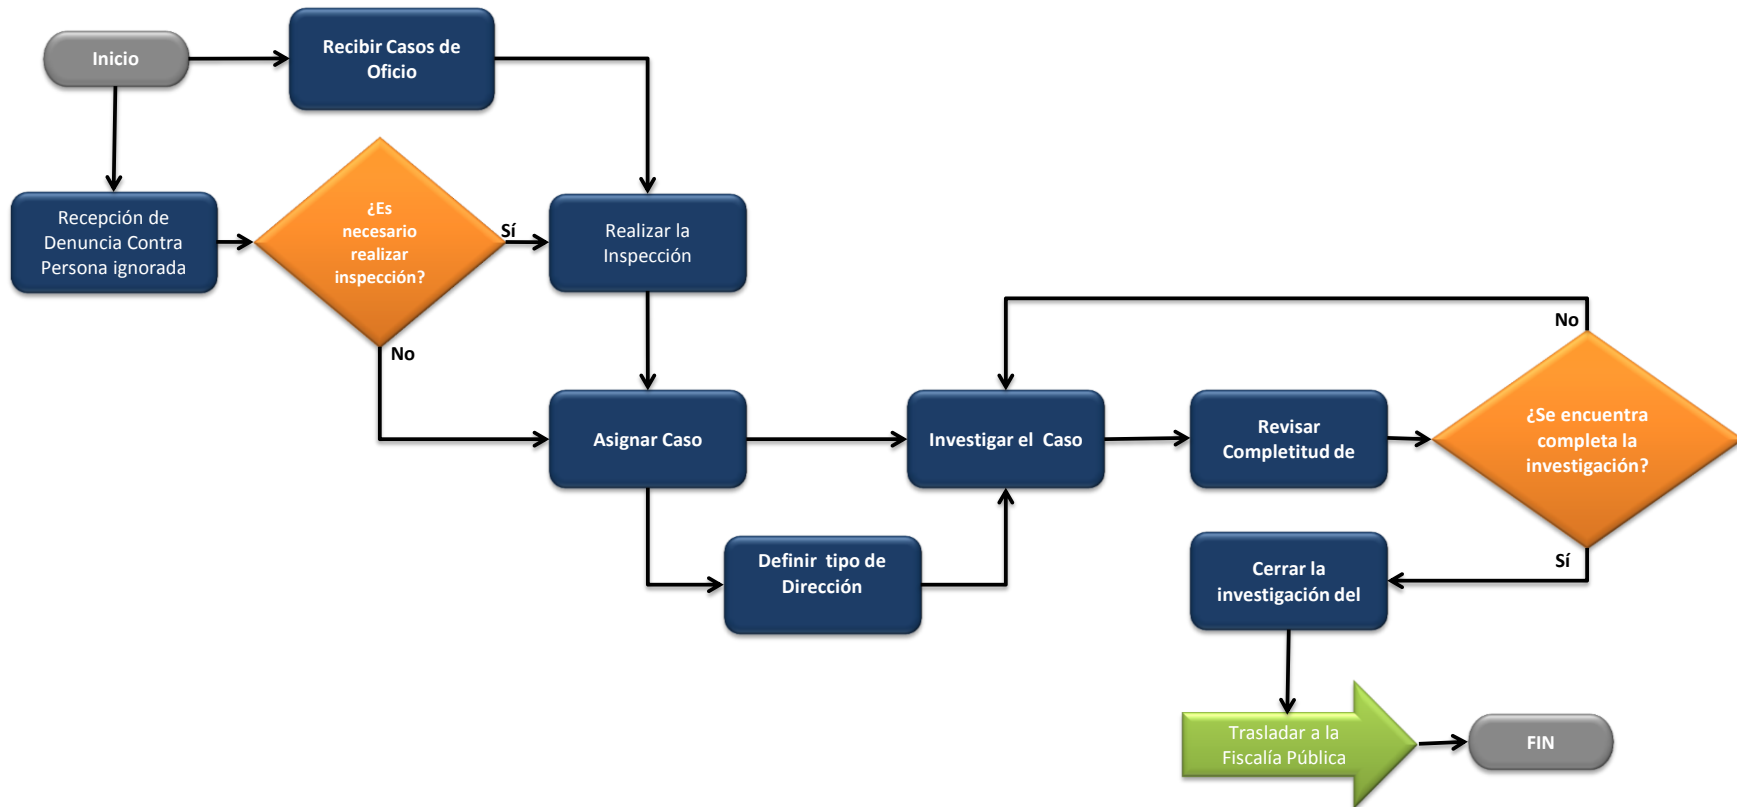 Inicio
Recibir Casos de
Oficio
Recepción de
Denuncia Contra
Persona ignorada
¿Es
necesario
realizar
inspección?
Sí
No
Realizar la
Inspección
Asignar Caso
Definir  tipo de
Dirección
Investigar el  Caso
Revisar
Completitud de
¿Se encuentra
completa la
investigación?
No
Sí
Cerrar la
investigación del
Trasladar a la
Fiscalía Pública
FIN